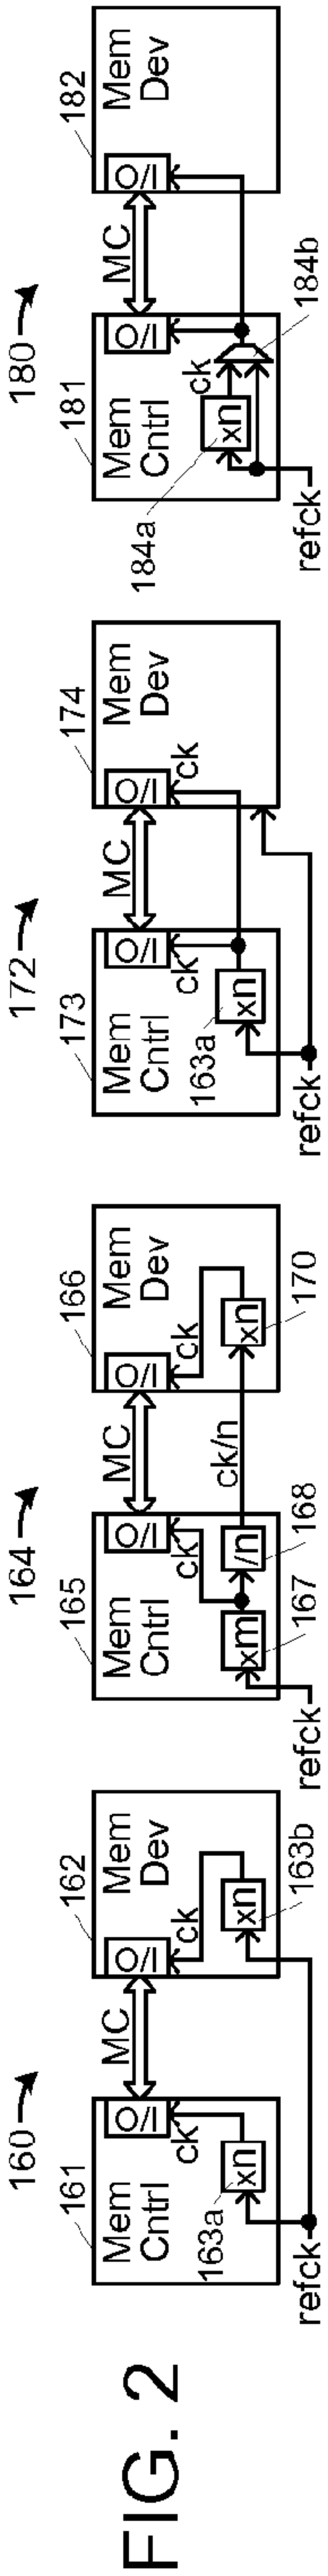 FIG. 2
160
161
162
Mem
Cntrl
Mem
Dev
I/O
MC
I/O
ck
ck
xn
163a
xn
163b
refck
164
165
166
Mem
Cntrl
Mem
Dev
I/O
MC
I/O
ck
ck
xm
/n
ck/n
xn
167
168
170
refck
172
173
174
Mem
Cntrl
Mem
Dev
I/O
MC
I/O
ck
ck
xn
163a
refck
180
181
182
Mem
Cntrl
Mem
Dev
I/O
MC
I/O
ck
xn
184a
184b
refck